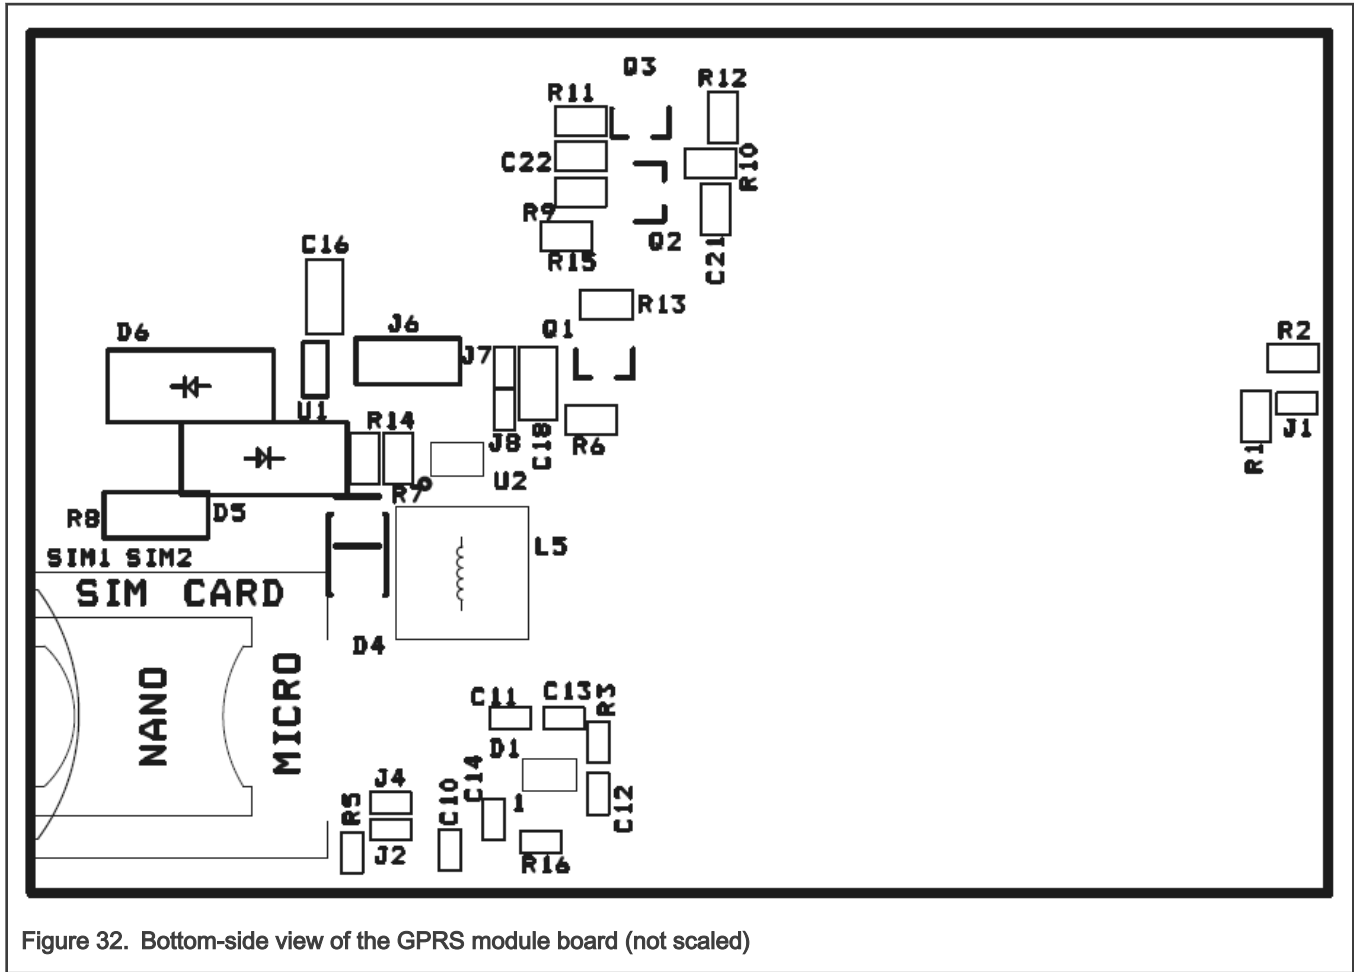 Q3
R12
R11
C22
R10
R9
Q2
R15
C21
C16
R13
D6
J6
Q1
J7
R2
U1
R14
J8
C18
R6
J1
R1
U2
R7
R8
D5
L5
SIM1 SIM2
SIM CARD
D4
NANO
MICRO
C11
C13
R3
D1
C14
J4
C10
R5
1
C12
J2
R16
Figure 32. Bottom-side view of the GPRS module board (not scaled)